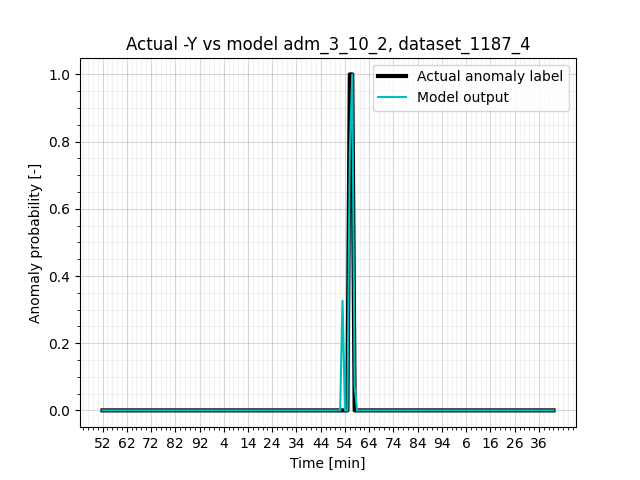 Actual -Y vs model adm_3_10_2, dataset_1187_4
Actual anomaly label
Model output
1.0
0.8
0.6
0.4
0.2
0.0
Anomaly probability [-]
52 62 72 82 92 4 14 24 34 44 54 64 74 84 94 6 16 26 36
Time [min]